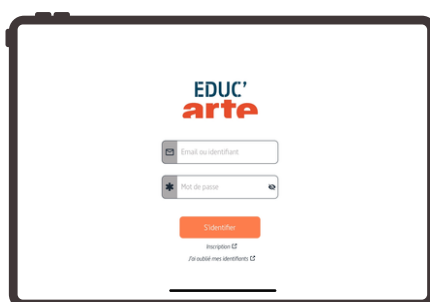 EDUC'
arte
Email ou identifiant
Mot de passe
S'identifier
Inscription
J'ai oublié mes identifiants